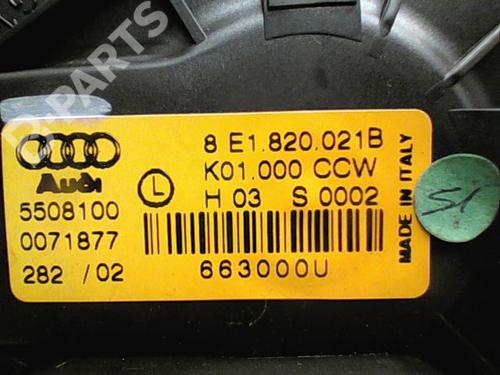 B-PARTS
Audi
5508100
0071877
282 / 02
L
8 E1.820.021B
K01.000 CCW
H 03 S 0002
663000U
MADE IN ITALY